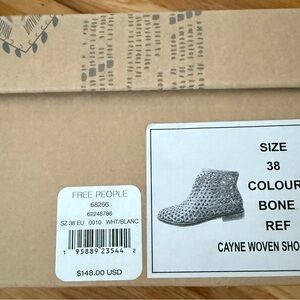 FREE PEOPLE
68266
62248786
SZ 38 EU 0010 WHT/BLANC
1 95889 23544 2
$148.00 USD
SIZE
38
COLOUR
BONE
REF
CAYNE WOVEN SHO